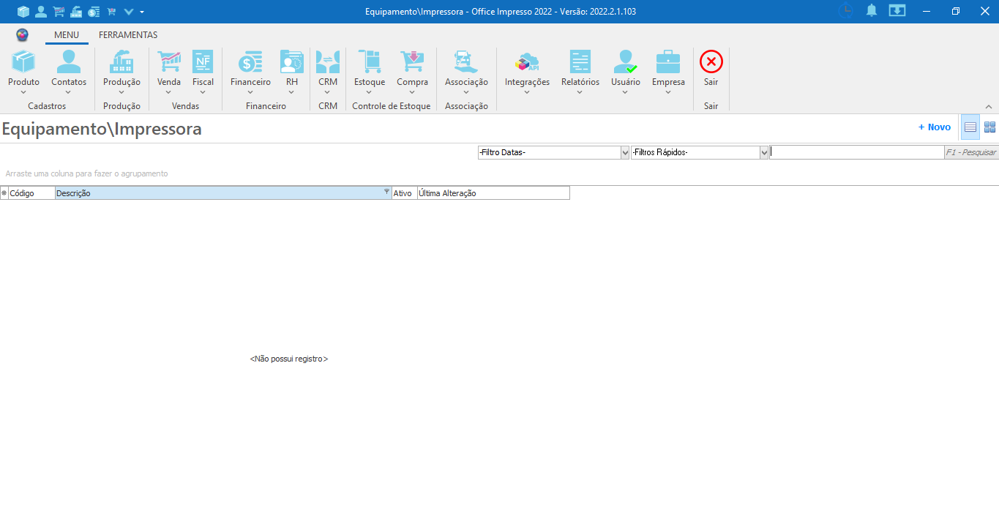 Equipamento\Impressora - Office Impresso 2022 - Versão: 2022.2.1.103
MENU FERRAMENTAS
NF API
Produto Contatos Produção Venda Fiscal Financeiro RH CRM Estoque Compra Associação Integrações Relatórios Usuário Empresa Sair
Cadastros Produção Vendas Financeiro CRM Controle de Estoque Associação Sair
Equipamento\Impressora
+ Novo
-Filtro Datas- -Filtros Rápidos- F1 - Pesquisar
Arraste uma coluna para fazer o agrupamento
Código Descrição Ativo Última Alteração
<Não possui registro>